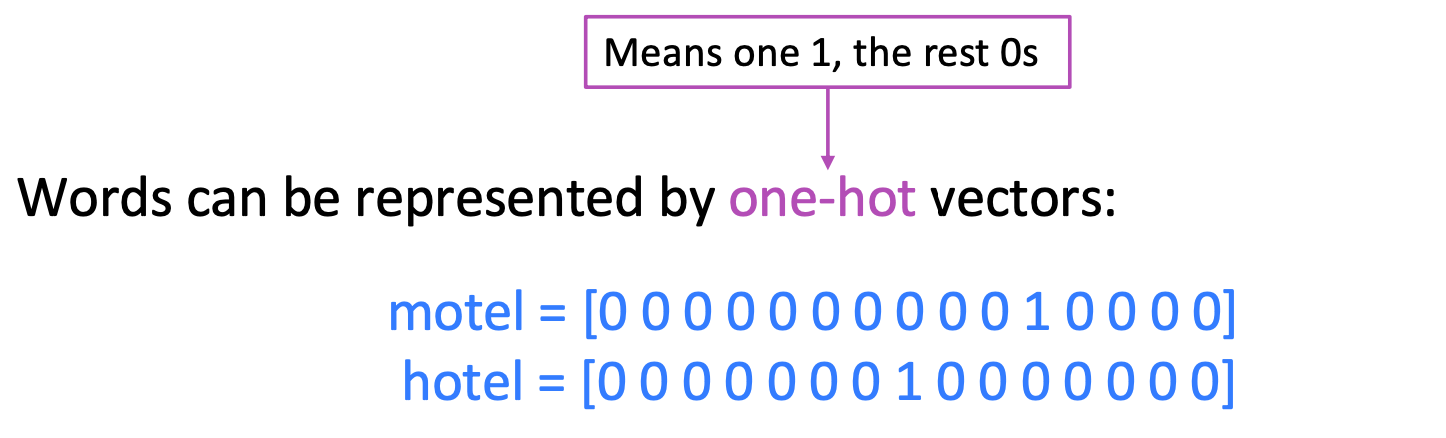 Means one 1, the rest 0s
Words can be represented by one-hot vectors:
motel = [0 0 0 0 0 0 0 0 0 0 1 0 0 0 0]
hotel = [0 0 0 0 0 0 0 1 0 0 0 0 0 0 0]